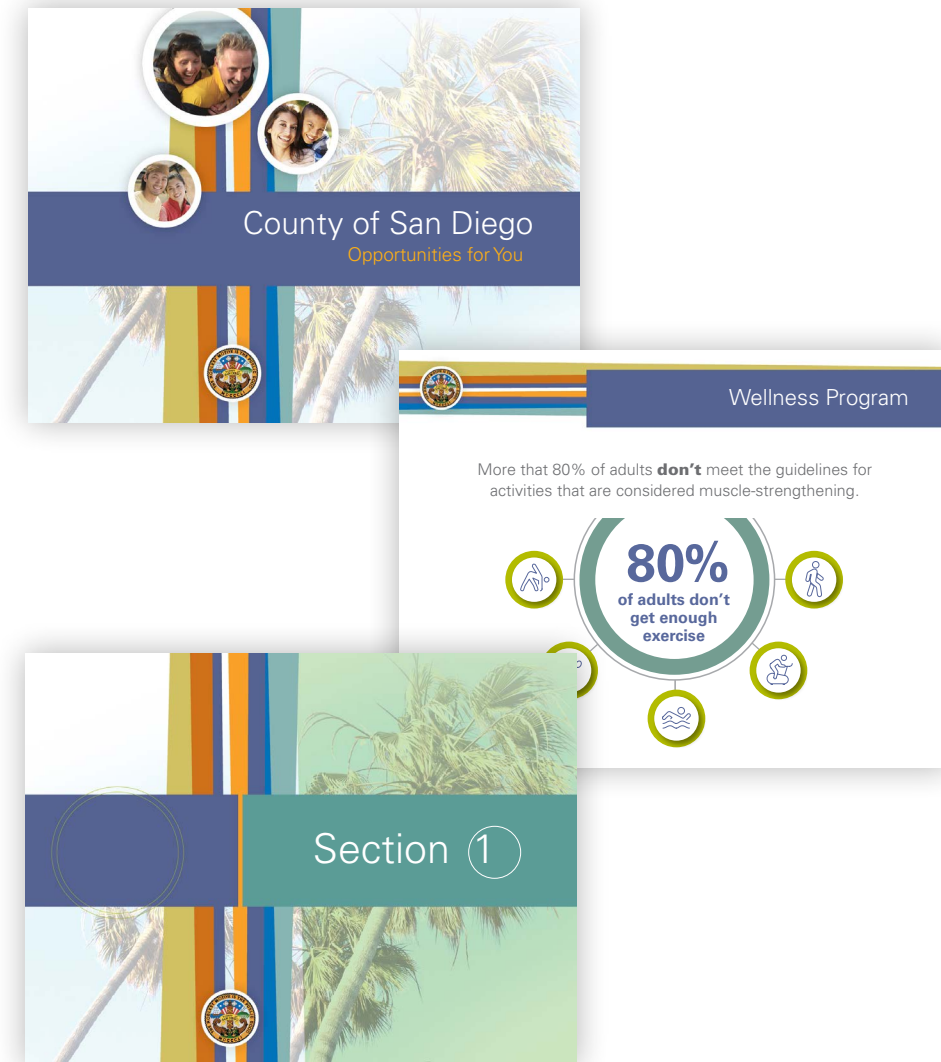 County of San Diego
Opportunities for You
Wellness Program
More that 80% of adults don't meet the guidelines for
activities that are considered muscle-strengthening.
80%
of adults don't
get enough
exercise
Section 1